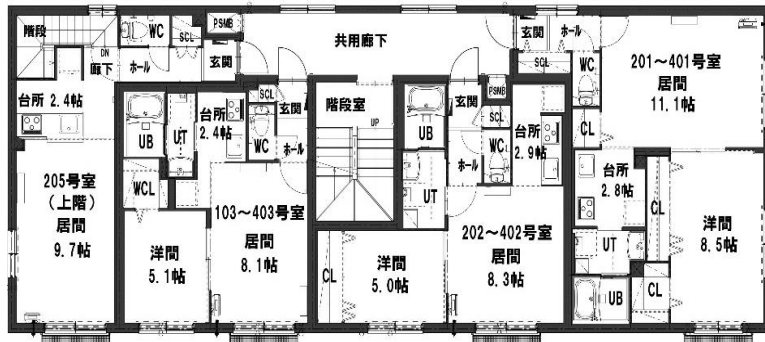 階段
DN
廊下
WC
SCL
ホール
PSMB
玄関
台所 2.4帖
205号室
(上階)
居間
9.7帖
共用廊下
UB
UT
台所
2.4帖
SCL
WC
玄関
ホール
WCL
洋間
5.1帖
103～403号室
居間
8.1帖
階段室
UP
UB
UT
玄関
PSMB
SCL
ホール
WC
台所
2.9帖
CL
洋間
5.0帖
202～402号室
居間
8.3帖
玄関
ホール
SCL
WC
CL
201～401号室
居間
11.1帖
台所
2.8帖
CL
洋間
8.5帖
UT
UB
CL